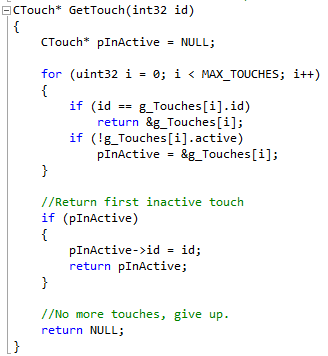 CTouch* GetTouch(int32 id)
{
    CTouch* pInActive = NULL;

    for (uint32 i = 0; i < MAX_TOUCHES; i++)
    {
        if (id == g_Touches[i].id)
            return &g_Touches[i];
        if (!g_Touches[i].active)
            pInActive = &g_Touches[i];
    }

    //Return first inactive touch
    if (pInActive)
    {
        pInActive->id = id;
        return pInActive;
    }

    //No more touches, give up.
    return NULL;
}